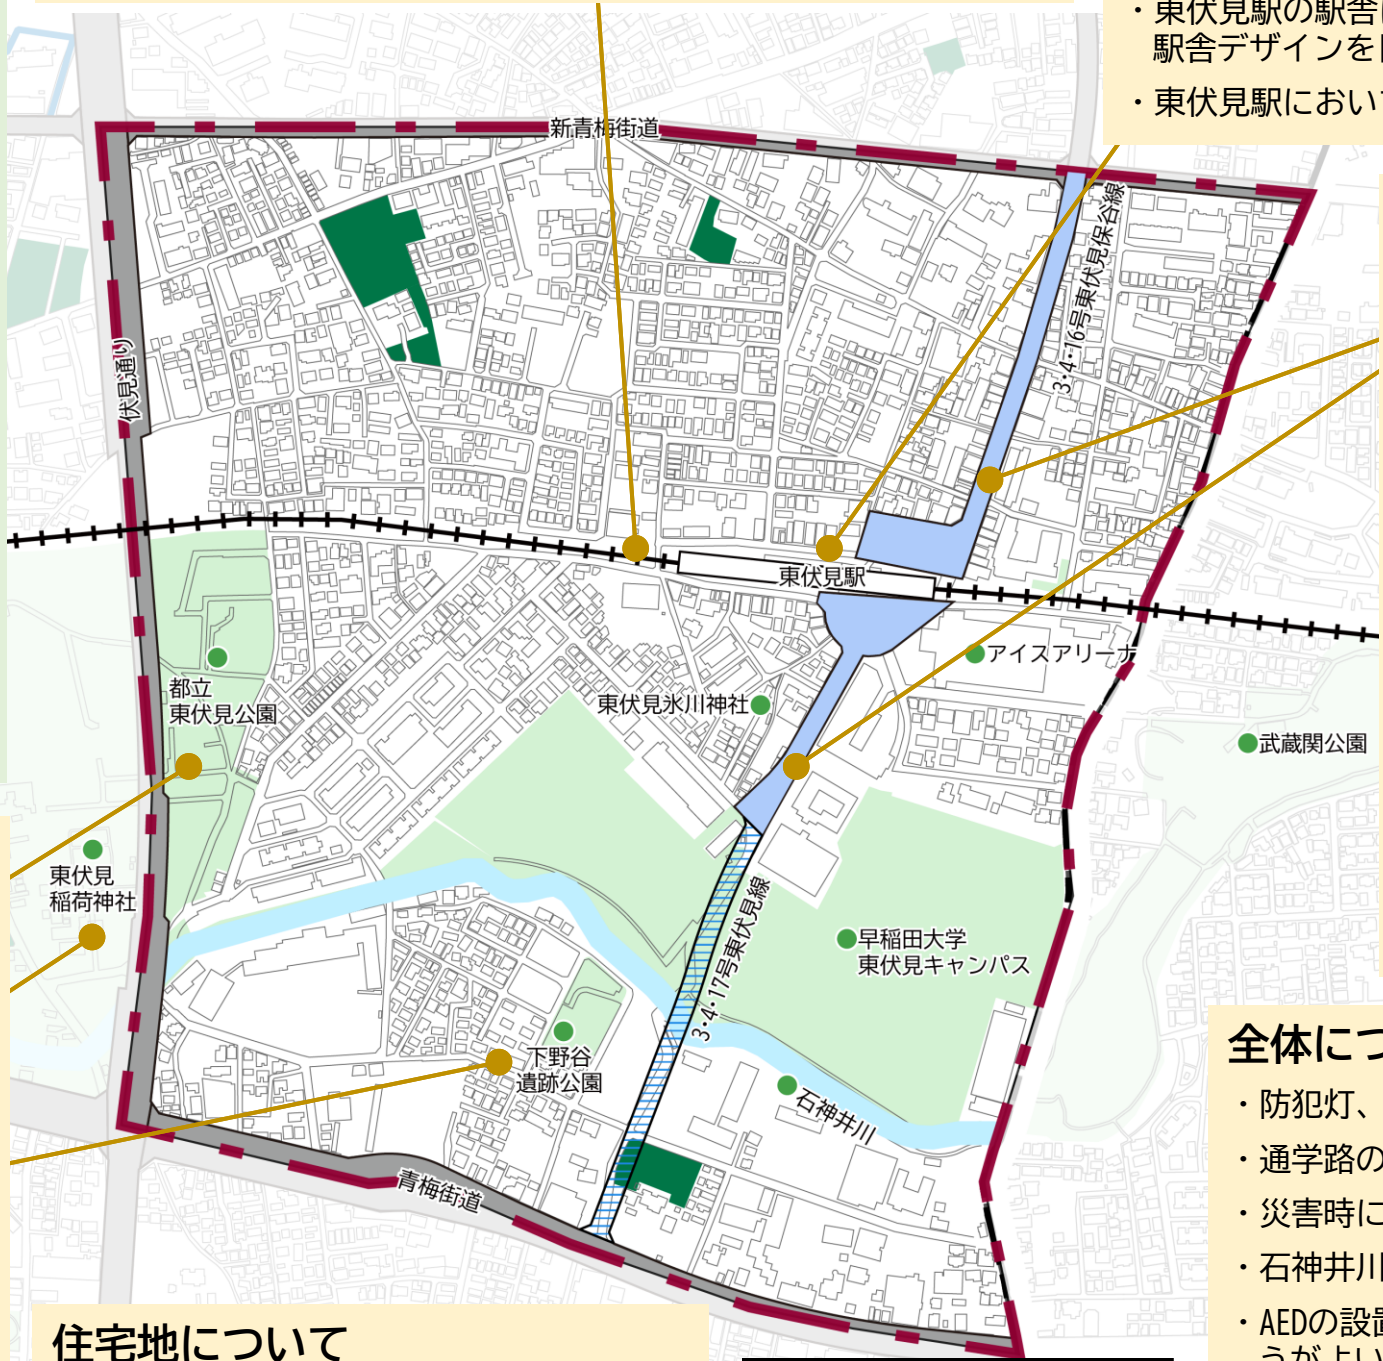 ・東伏見駅の駅舎
駅舎デザインを
・東伏見駅におい
新青梅街道
3・4・16号東伏見保谷線
伏見通り
東伏見駅
アイスアリーナ
都立
東伏見公園
東伏見氷川神社
武蔵関公園
東伏見
稲荷神社
3・4・17号東伏見線
早稲田大学
東伏見キャンパス
下野谷
遺跡公園
石神井川
青梅街道
全体につ
・防犯灯、
・通学路の
・災害時に
・石神井川
・AEDの設置
うがよい
住宅地について